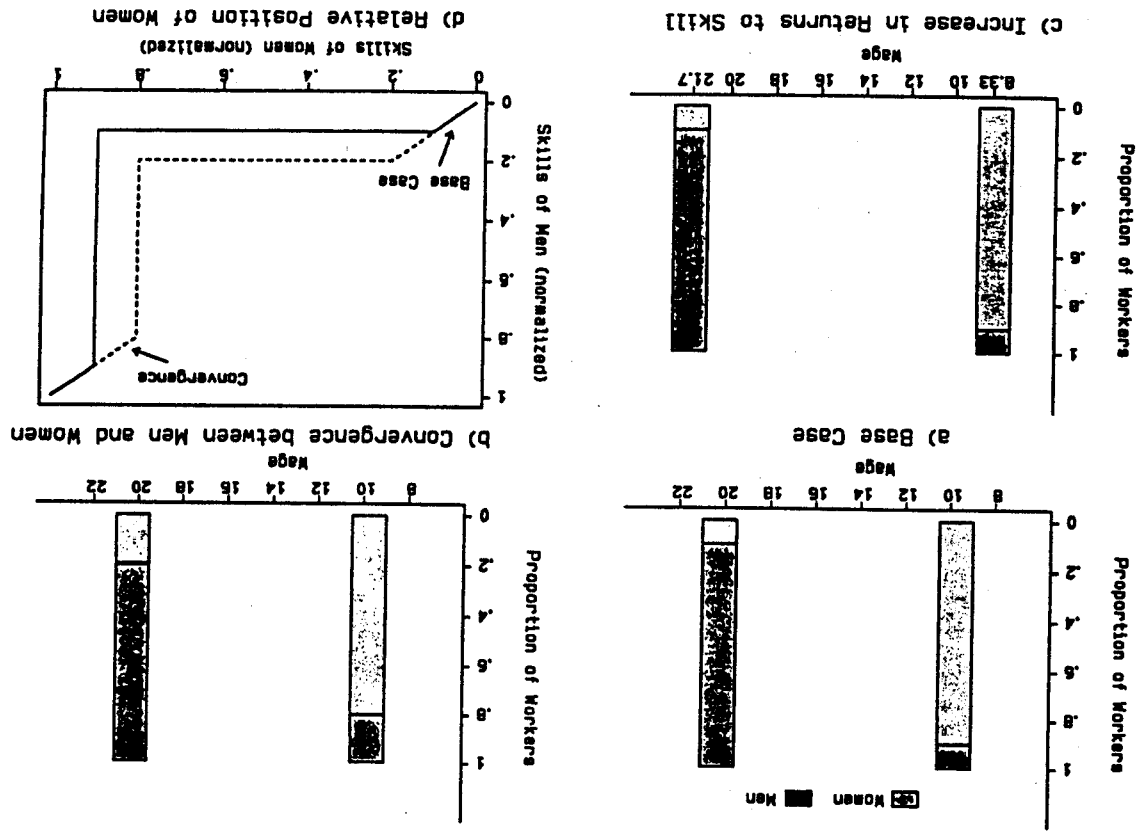 Women Men
Proportion of Workers
1
.8
.6
.4
.2
0
8 10 12 14 16 18 20 22
Wage
a) Base Case
Proportion of Workers
1
.8
.6
.4
.2
0
8 10 12 14 16 18 20 22
Wage
b) Convergence between Men and Women
Proportion of Workers
1
.8
.6
.4
.2
0
8.33 10 12 14 16 18 20 21.7
Wage
c) Increase in Returns to Skill
Skills of Men (normalized)
1
.8
.6
.4
.2
0
Convergence
Base Case
0 .2 .4 .6 .8 1
Skills of Women (normalized)
d) Relative Position of Women